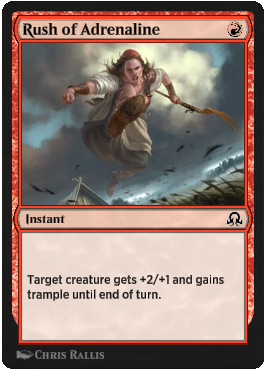 Rush of Adrenaline
Instant
Target creature gets +2/+1 and gains
trample until end of turn.
Chris Rallis